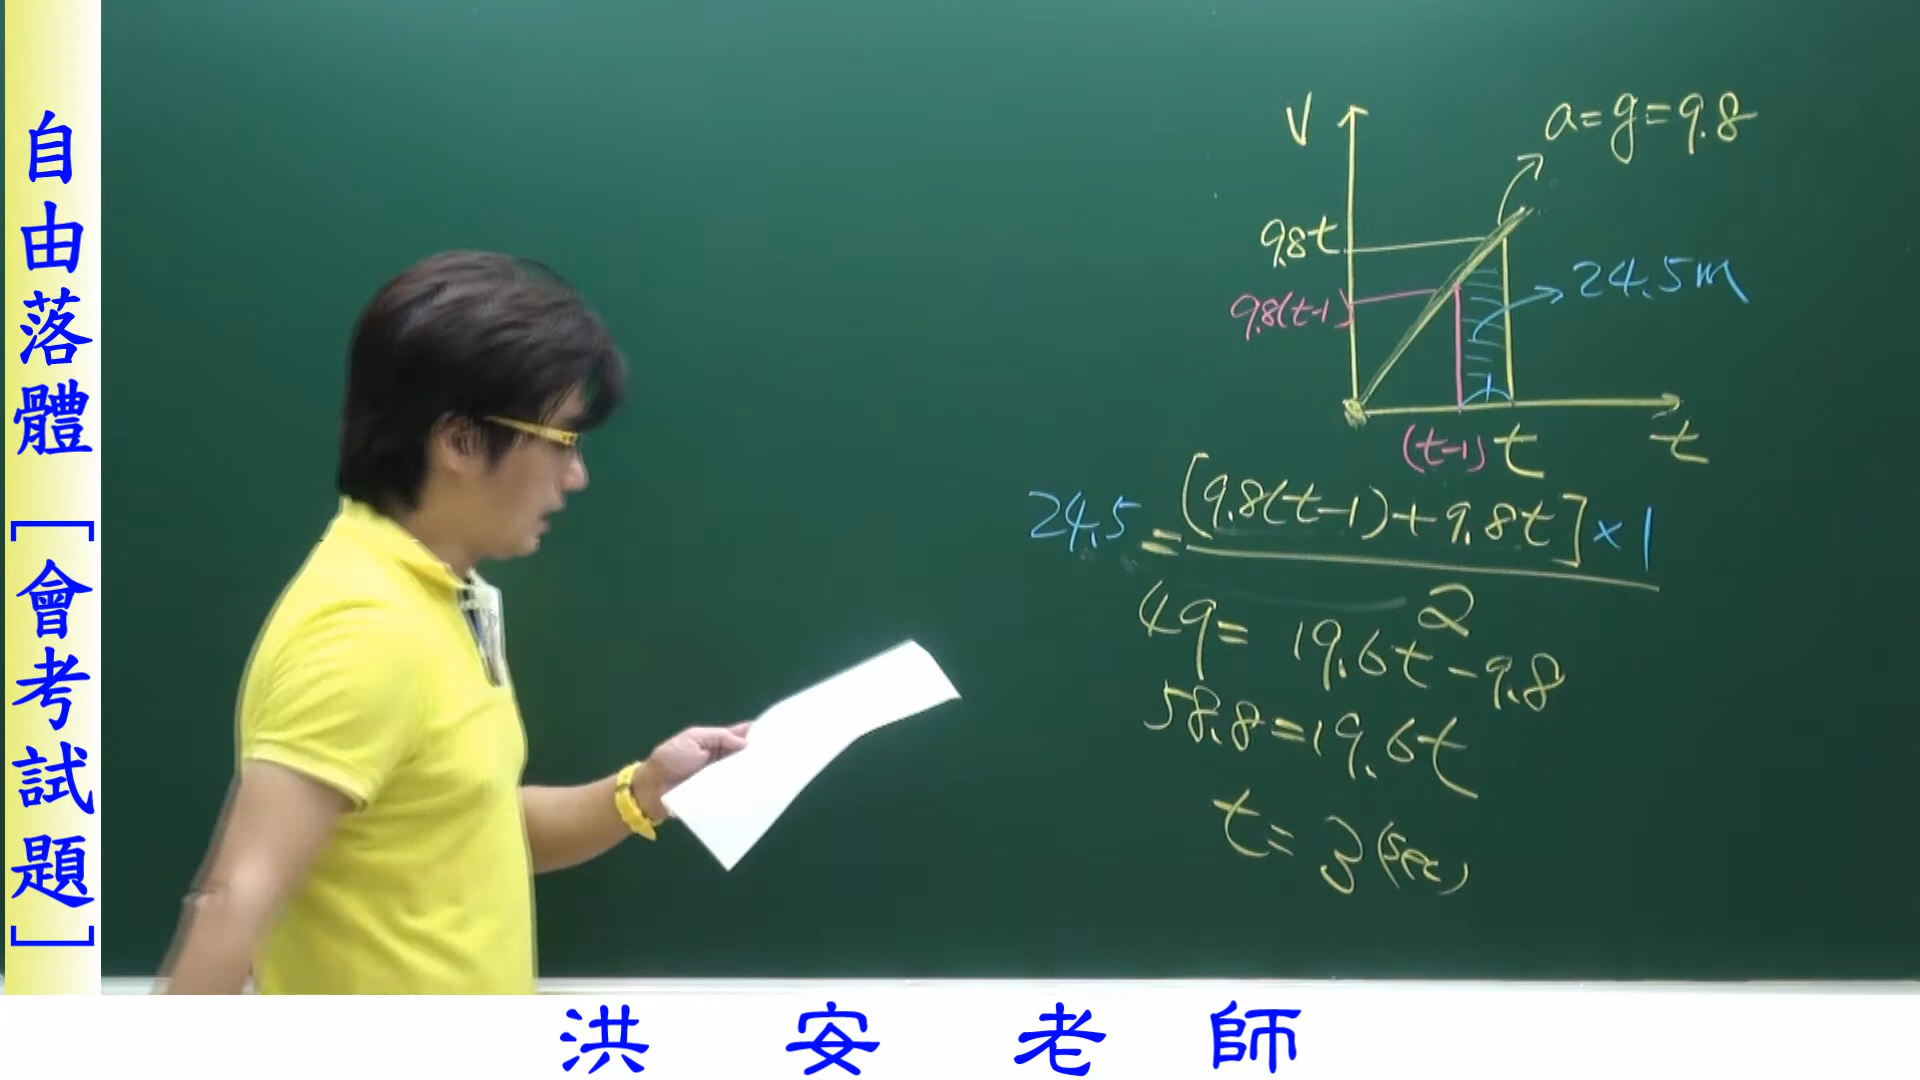 自由落體[會考試題]
V
a=g=9.8
9.8t
24.5m
9.8(t-1)
1
(t-1) t
t
24.5=[9.8(t-1)+9.8t]×1
2
49=19.6t-9.8
58.8=19.6t
t=3(sec)
洪安老師